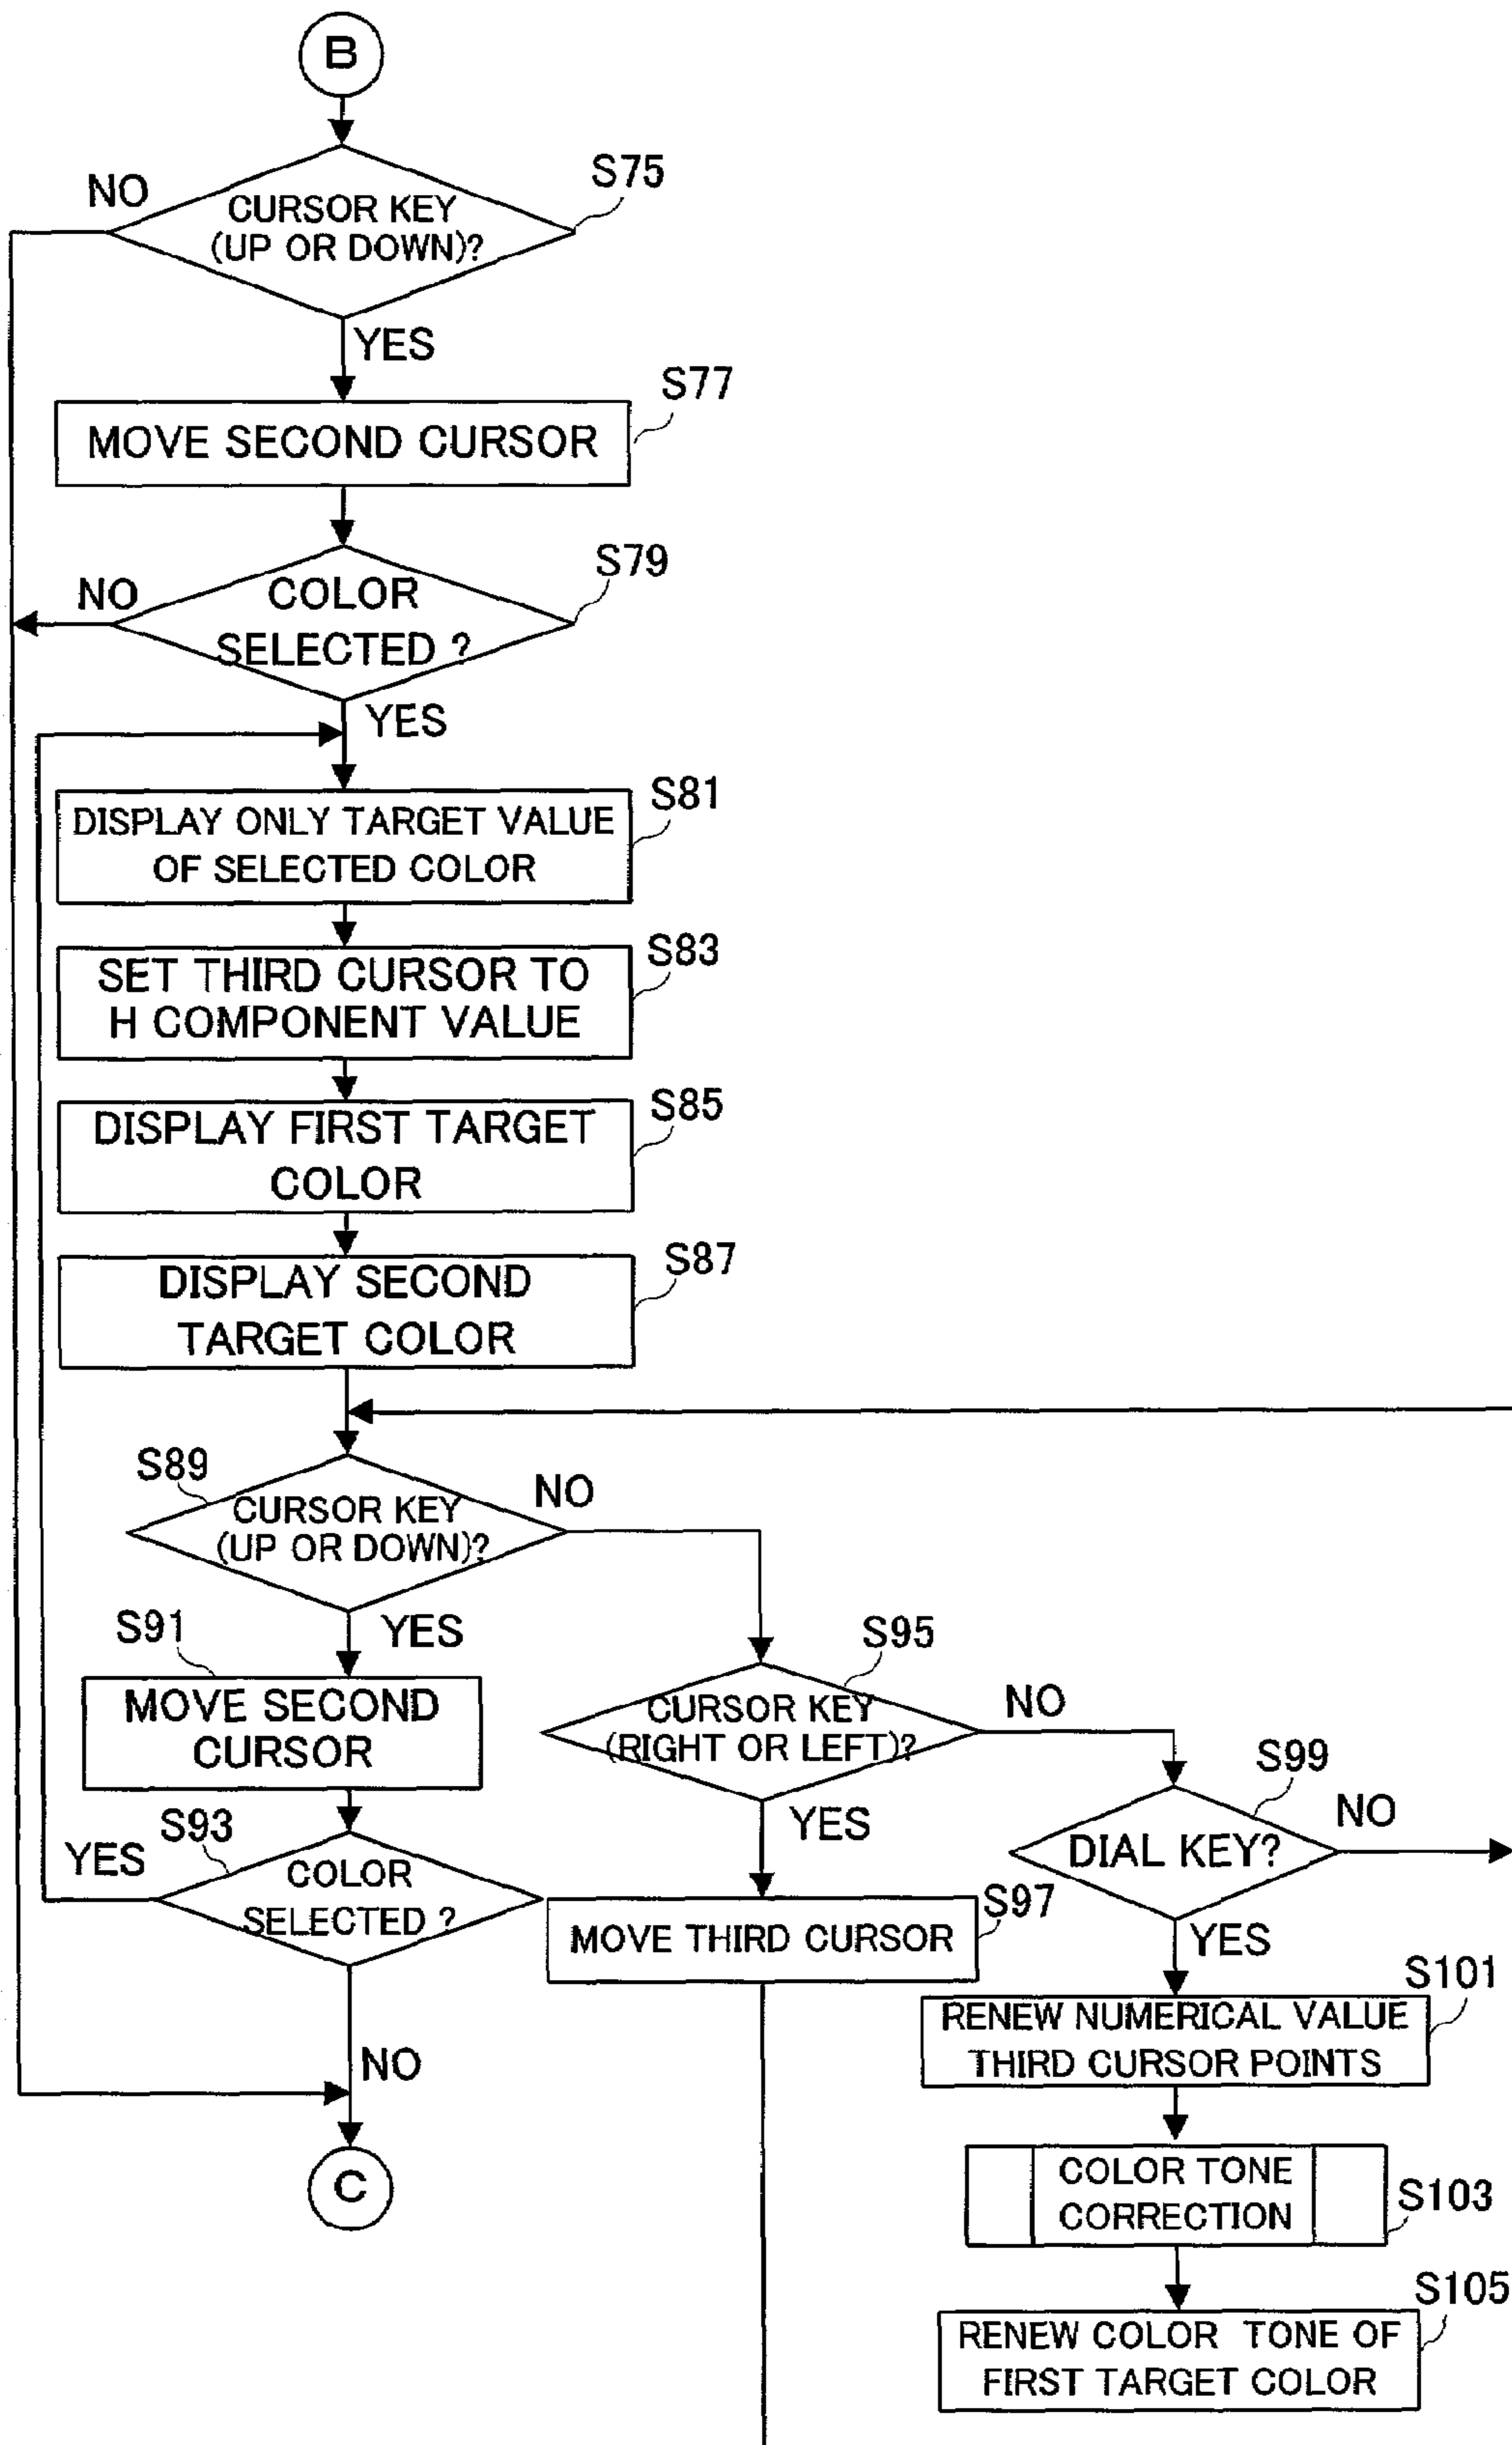 B
S75
NO
CURSOR KEY
(UP OR DOWN)?
YES
S77
MOVE SECOND CURSOR
S79
NO
COLOR
SELECTED ?
YES
S81
DISPLAY ONLY TARGET VALUE
OF SELECTED COLOR
S83
SET THIRD CURSOR TO
H COMPONENT VALUE
S85
DISPLAY FIRST TARGET
COLOR
S87
DISPLAY SECOND
TARGET COLOR
S89
NO
CURSOR KEY
(UP OR DOWN)?
YES
S91
MOVE SECOND
CURSOR
S93
YES
COLOR
SELECTED ?
NO
C
S95
NO
CURSOR KEY
(RIGHT OR LEFT)?
YES
S97
MOVE THIRD CURSOR
S99
NO
DIAL KEY?
YES
S101
RENEW NUMERICAL VALUE
THIRD CURSOR POINTS
COLOR TONE
CORRECTION
S103
S105
RENEW COLOR TONE OF
FIRST TARGET COLOR